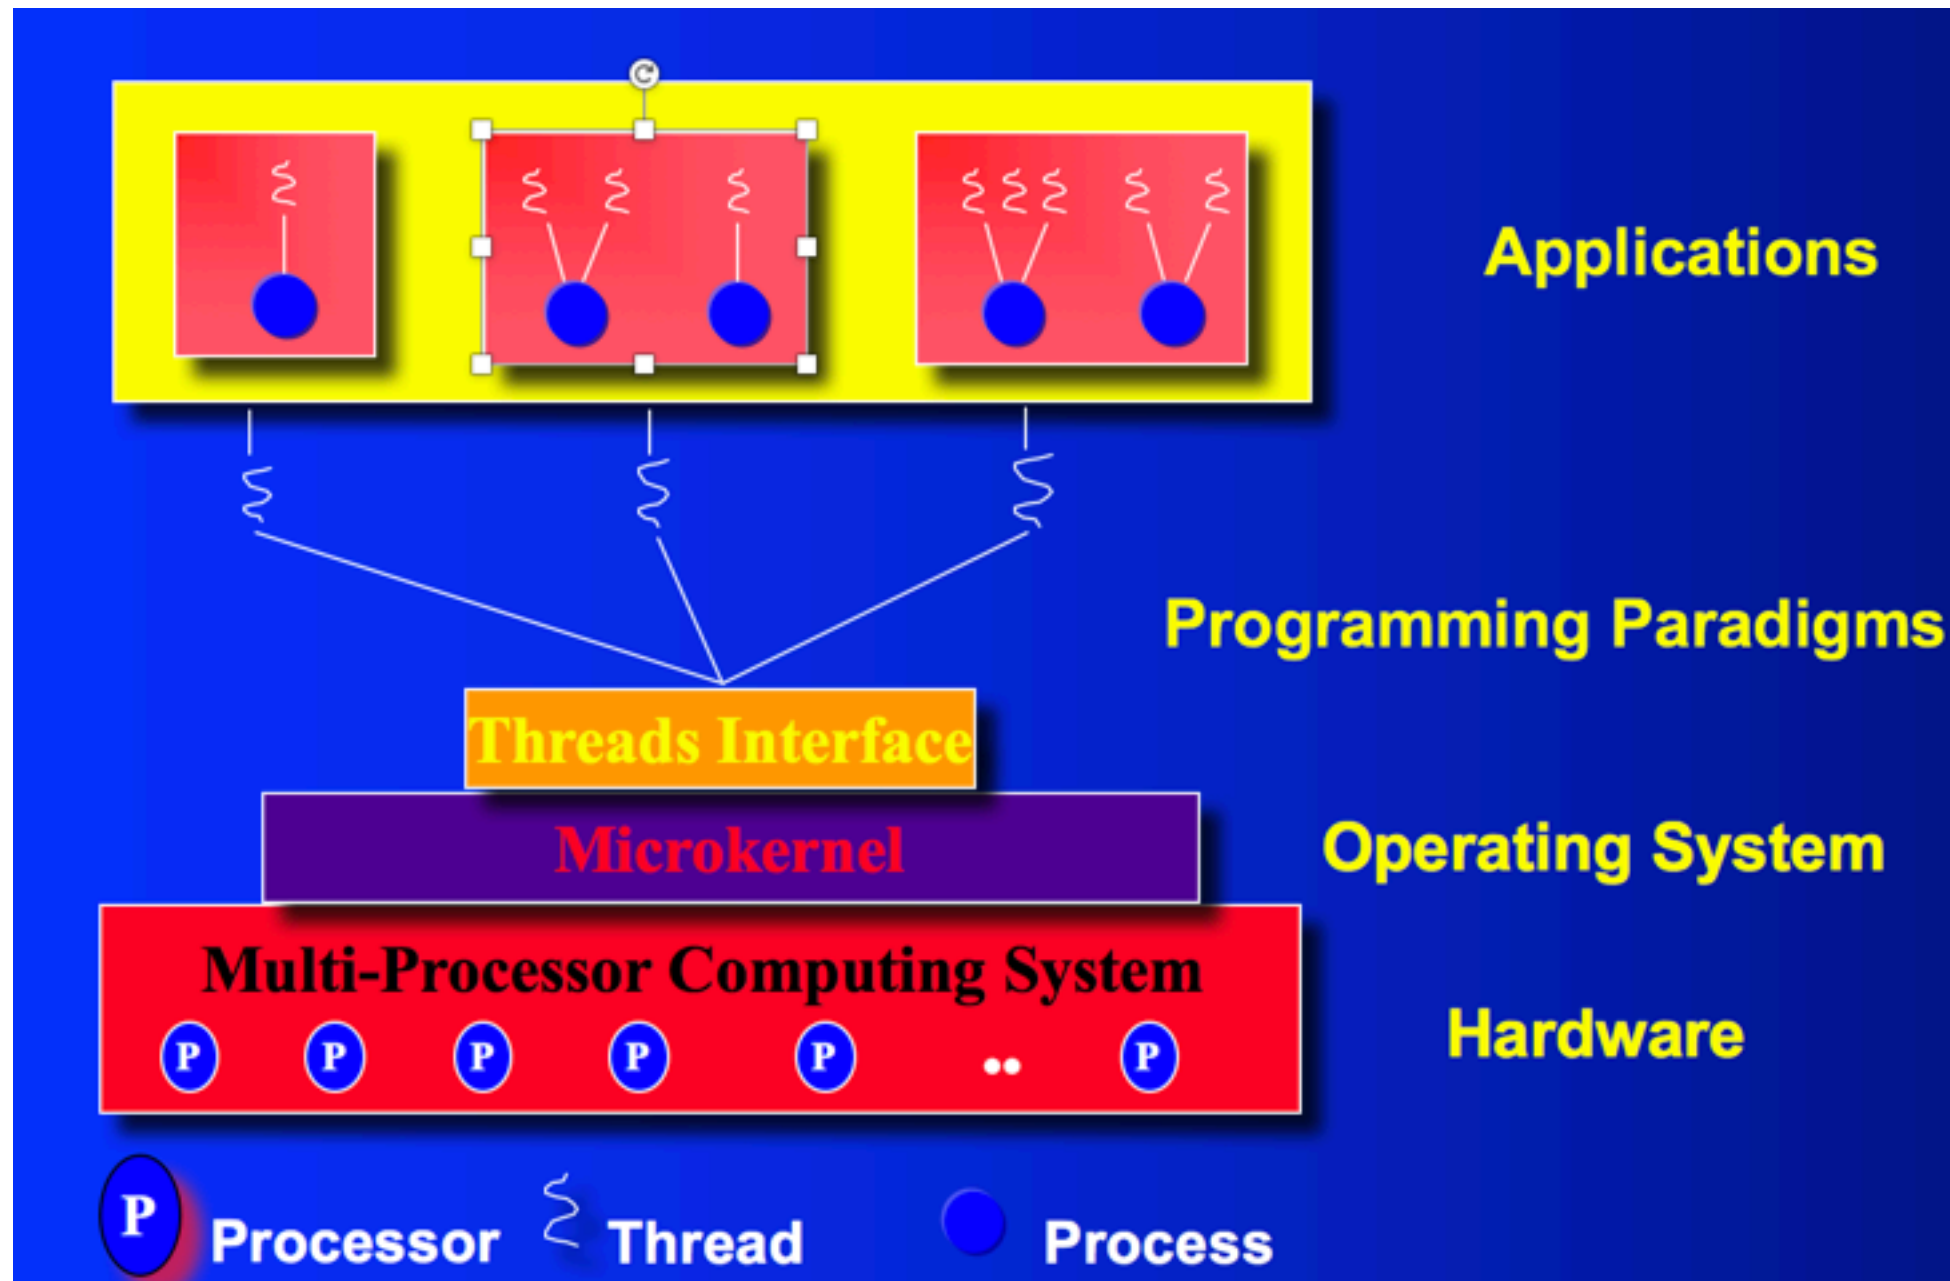 Applications
Programming Paradigms
Threads Interface
Microkernel
Operating System
Multi-Processor Computing System
P P P P P •• P
Hardware
P Processor Thread Process